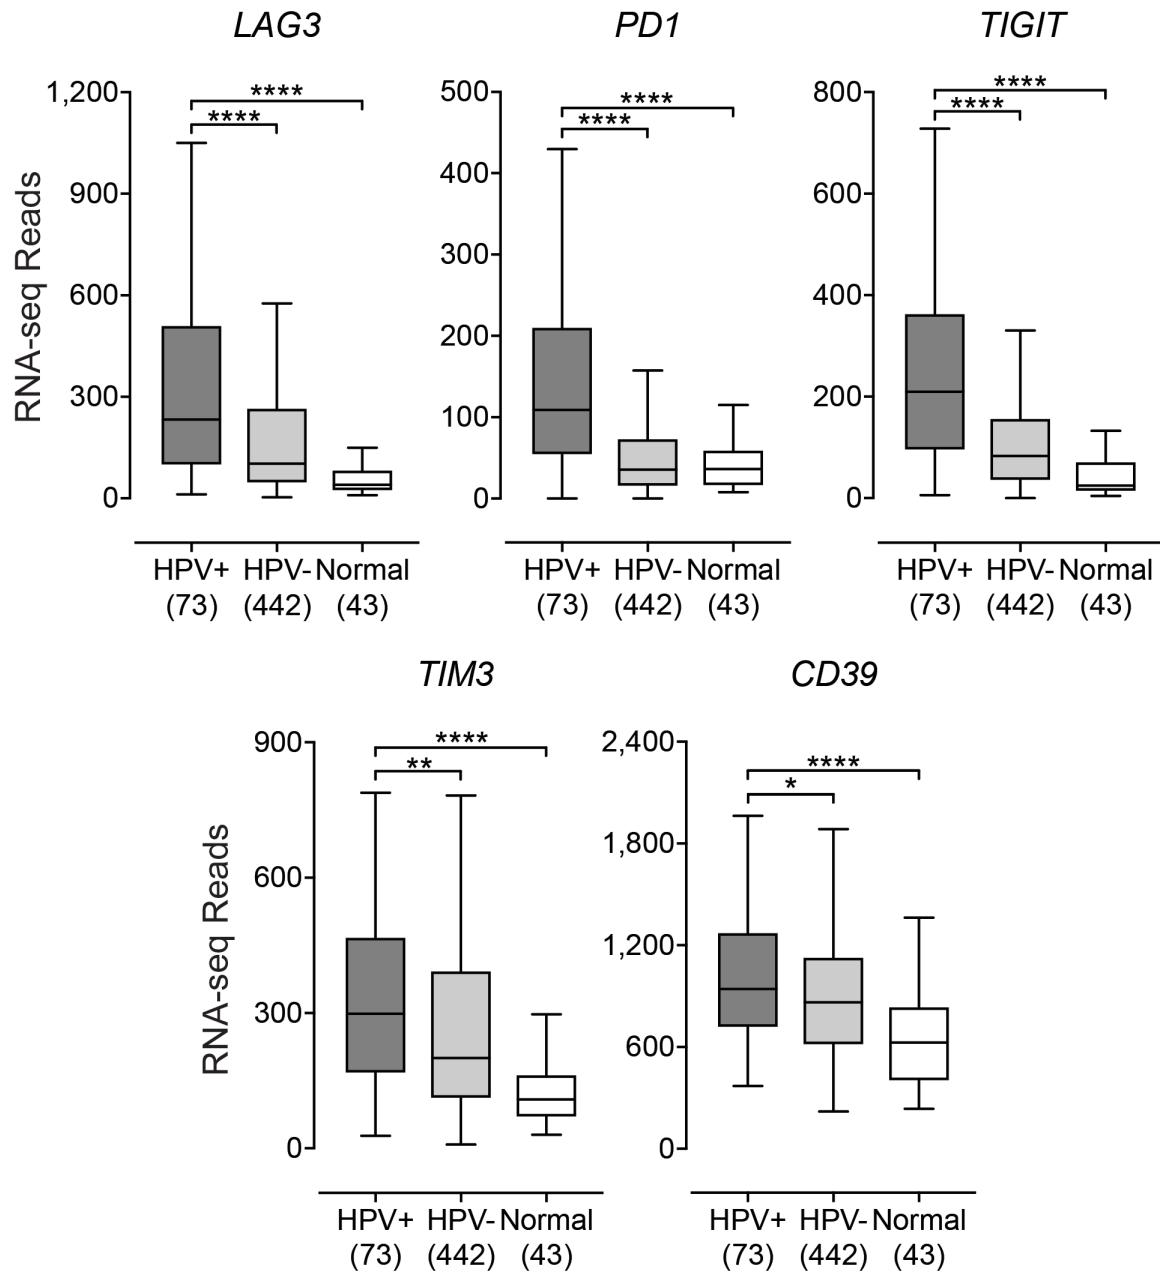 LAG3 PD1 TIGIT
RNA-seq Reads
1,200
900
600
300
0
****
****
HPV+ HPV- Normal
(73) (442) (43)
500
400
300
200
100
0
****
****
HPV+ HPV- Normal
(73) (442) (43)
800
600
400
200
0
****
****
HPV+ HPV- Normal
(73) (442) (43)
TIM3 CD39
RNA-seq Reads
900
600
300
0
****
**
HPV+ HPV- Normal
(73) (442) (43)
2,400
1,800
1,200
600
0
****
*
HPV+ HPV- Normal
(73) (442) (43)